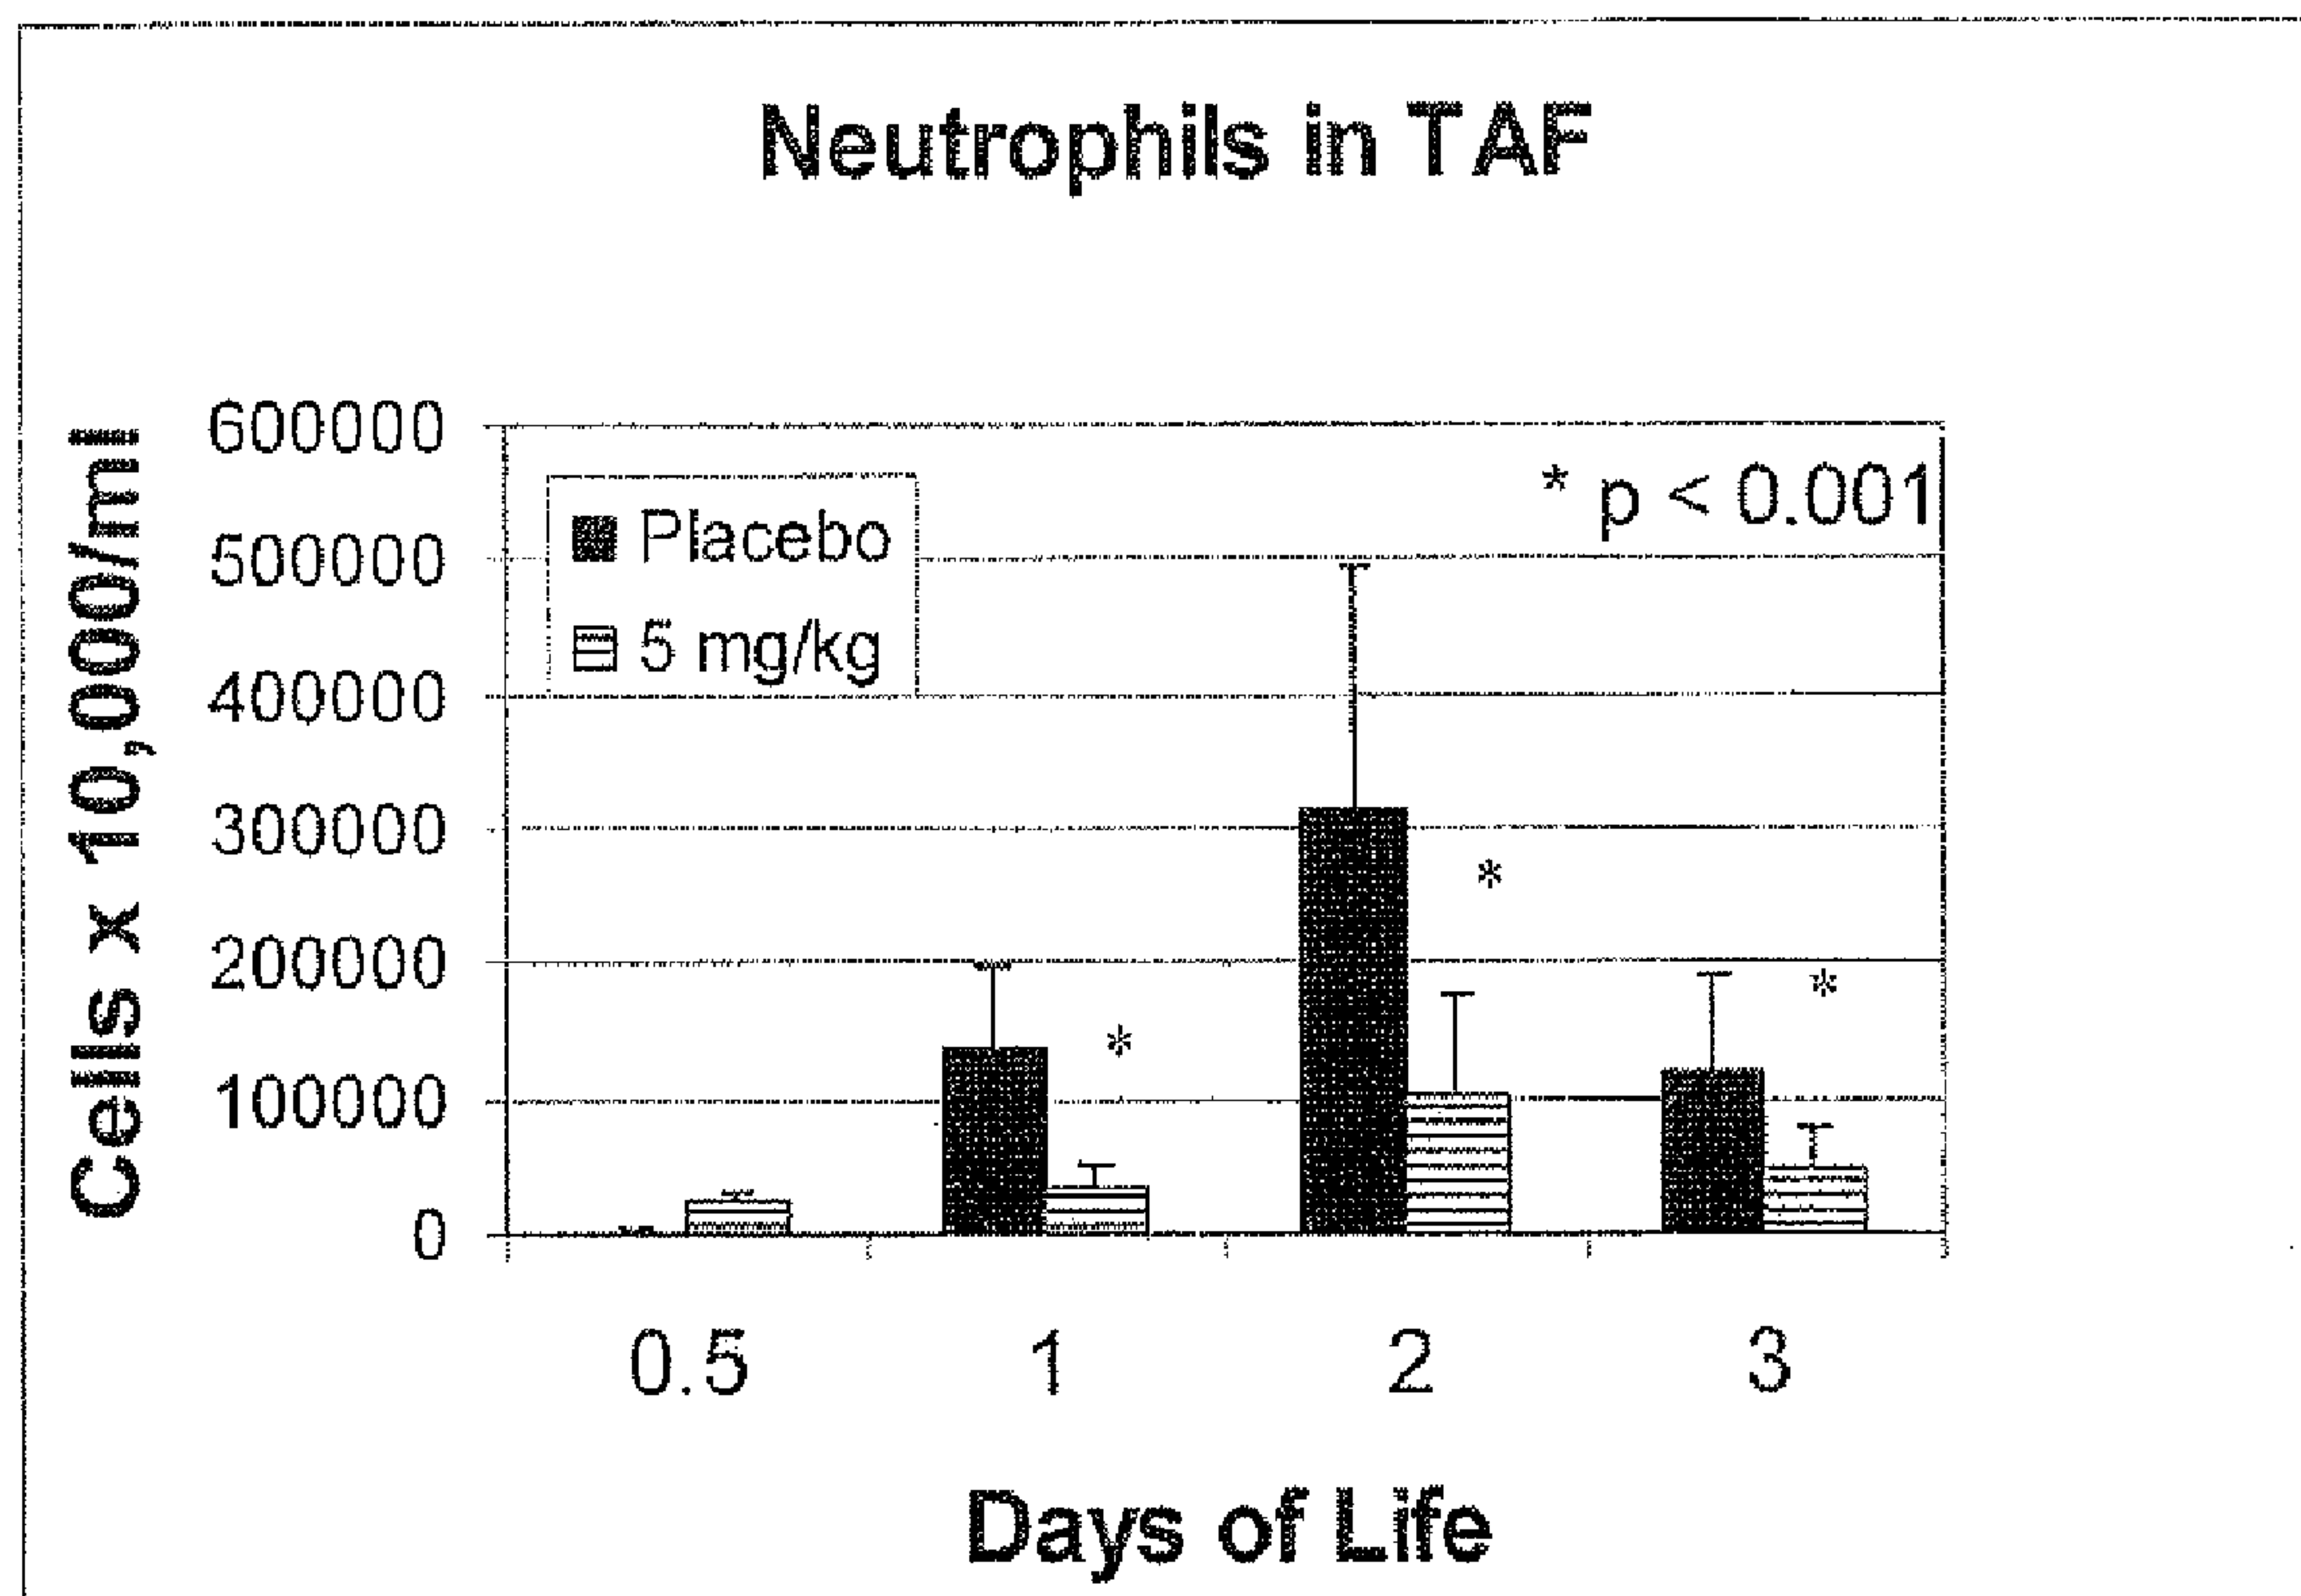 Neutrophils in TAF
Cells x 10,000/ml
600000
500000
400000
300000
200000
100000
0
Placebo
5 mg/kg
* p < 0.001
*
*
*
0.5 1 2 3
Days of Life